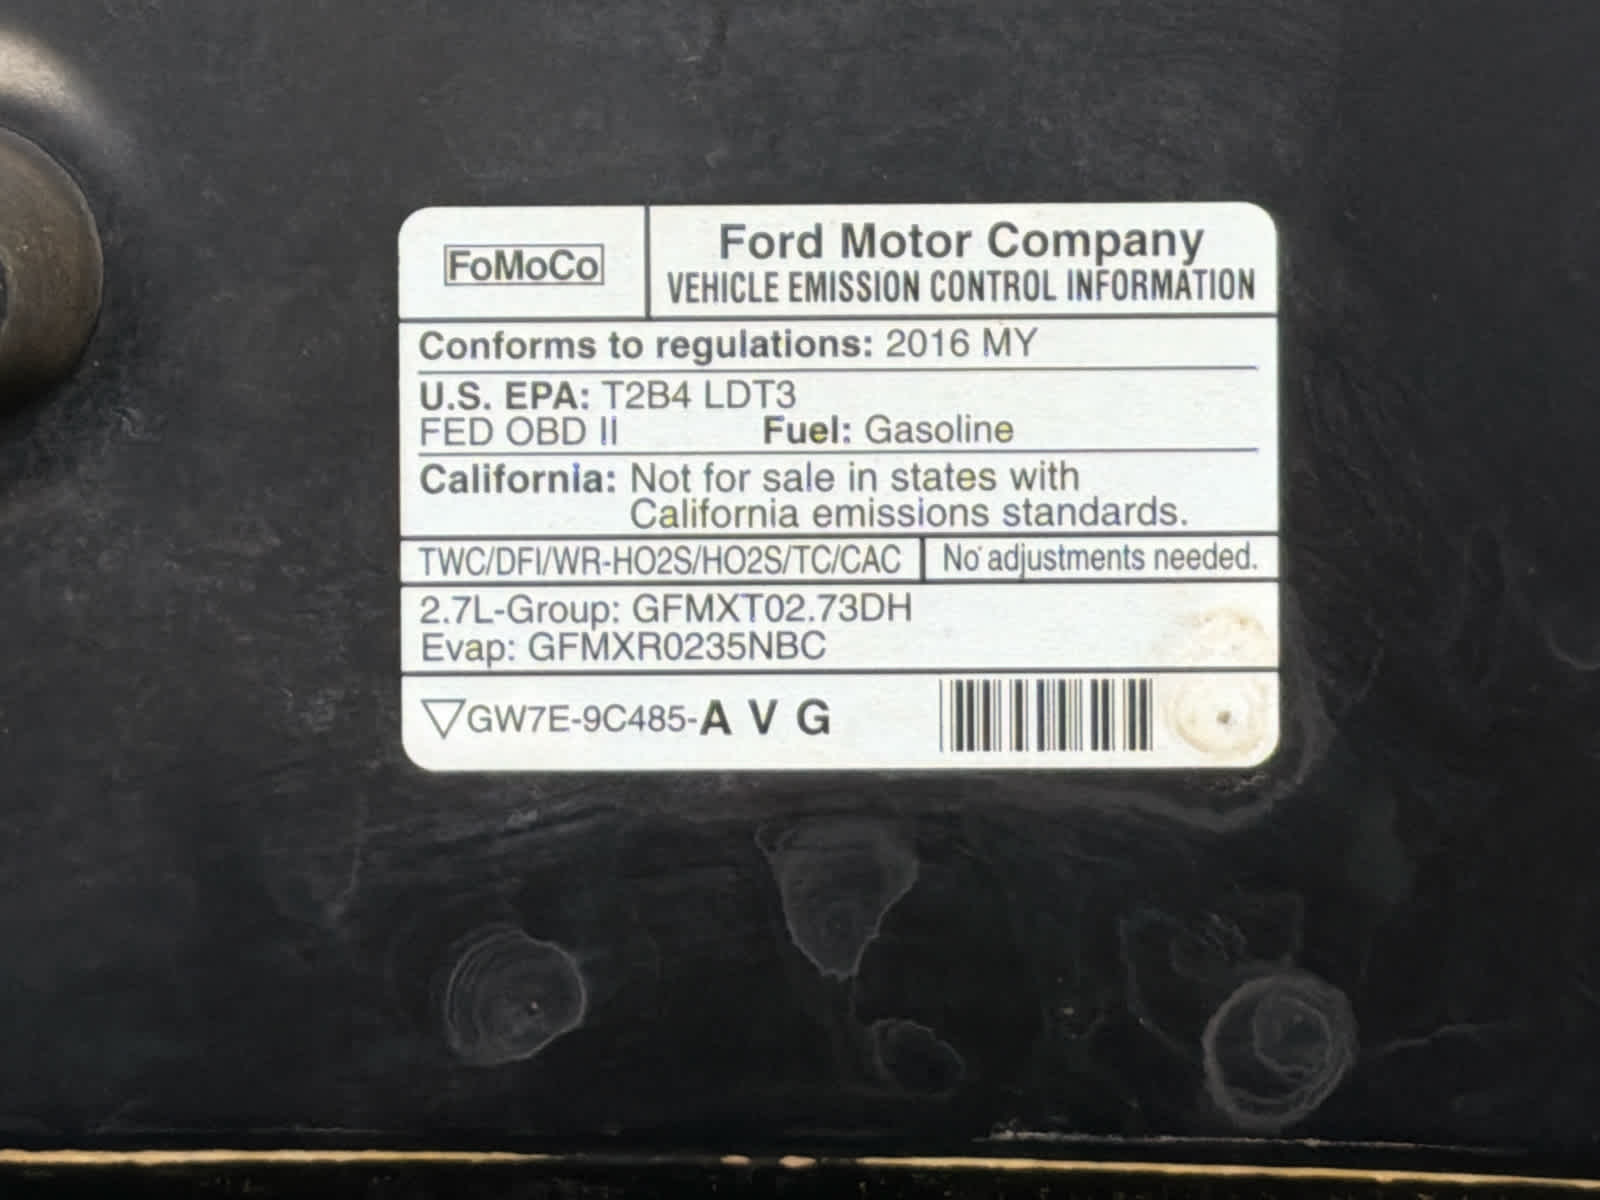 FoMoCo
Ford Motor Company
VEHICLE EMISSION CONTROL INFORMATION
Conforms to regulations: 2016 MY
U.S. EPA: T2B4 LDT3
FED OBD II Fuel: Gasoline
California: Not for sale in states with
California emissions standards.
TWC/DFI/WR-HO2S/HO2S/TC/CAC No adjustments needed.
2.7L-Group: GFMXT02.73DH
Evap: GFMXR0235NBC
▽GW7E-9C485-A V G